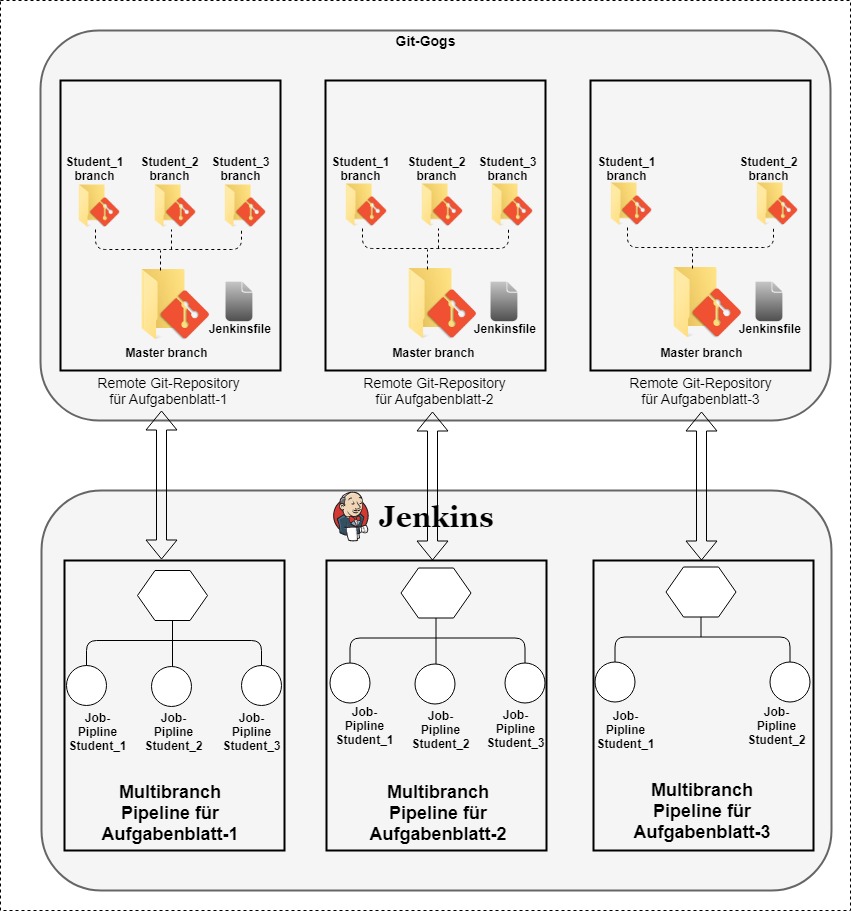 Git-Gogs
Student_1
branch
Student_2
branch
Student_3
branch
Jenkinsfile
Master branch
Remote Git-Repository
für Aufgabenblatt-1
Student_1
branch
Student_2
branch
Student_3
branch
Jenkinsfile
Master branch
Remote Git-Repository
für Aufgabenblatt-2
Student_1
branch
Student_2
branch
Jenkinsfile
Master branch
Remote Git-Repository
für Aufgabenblatt-3
Jenkins
Job-
Pipline
Student_1
Job-
Pipline
Student_2
Job-
Pipline
Student_3
Multibranch
Pipeline für
Aufgabenblatt-1
Job-
Pipline
Student_1
Job-
Pipline
Student_2
Job-
Pipline
Student_3
Multibranch
Pipeline für
Aufgabenblatt-2
Job-
Pipline
Student_1
Job-
Pipline
Student_2
Multibranch
Pipeline für
Aufgabenblatt-3